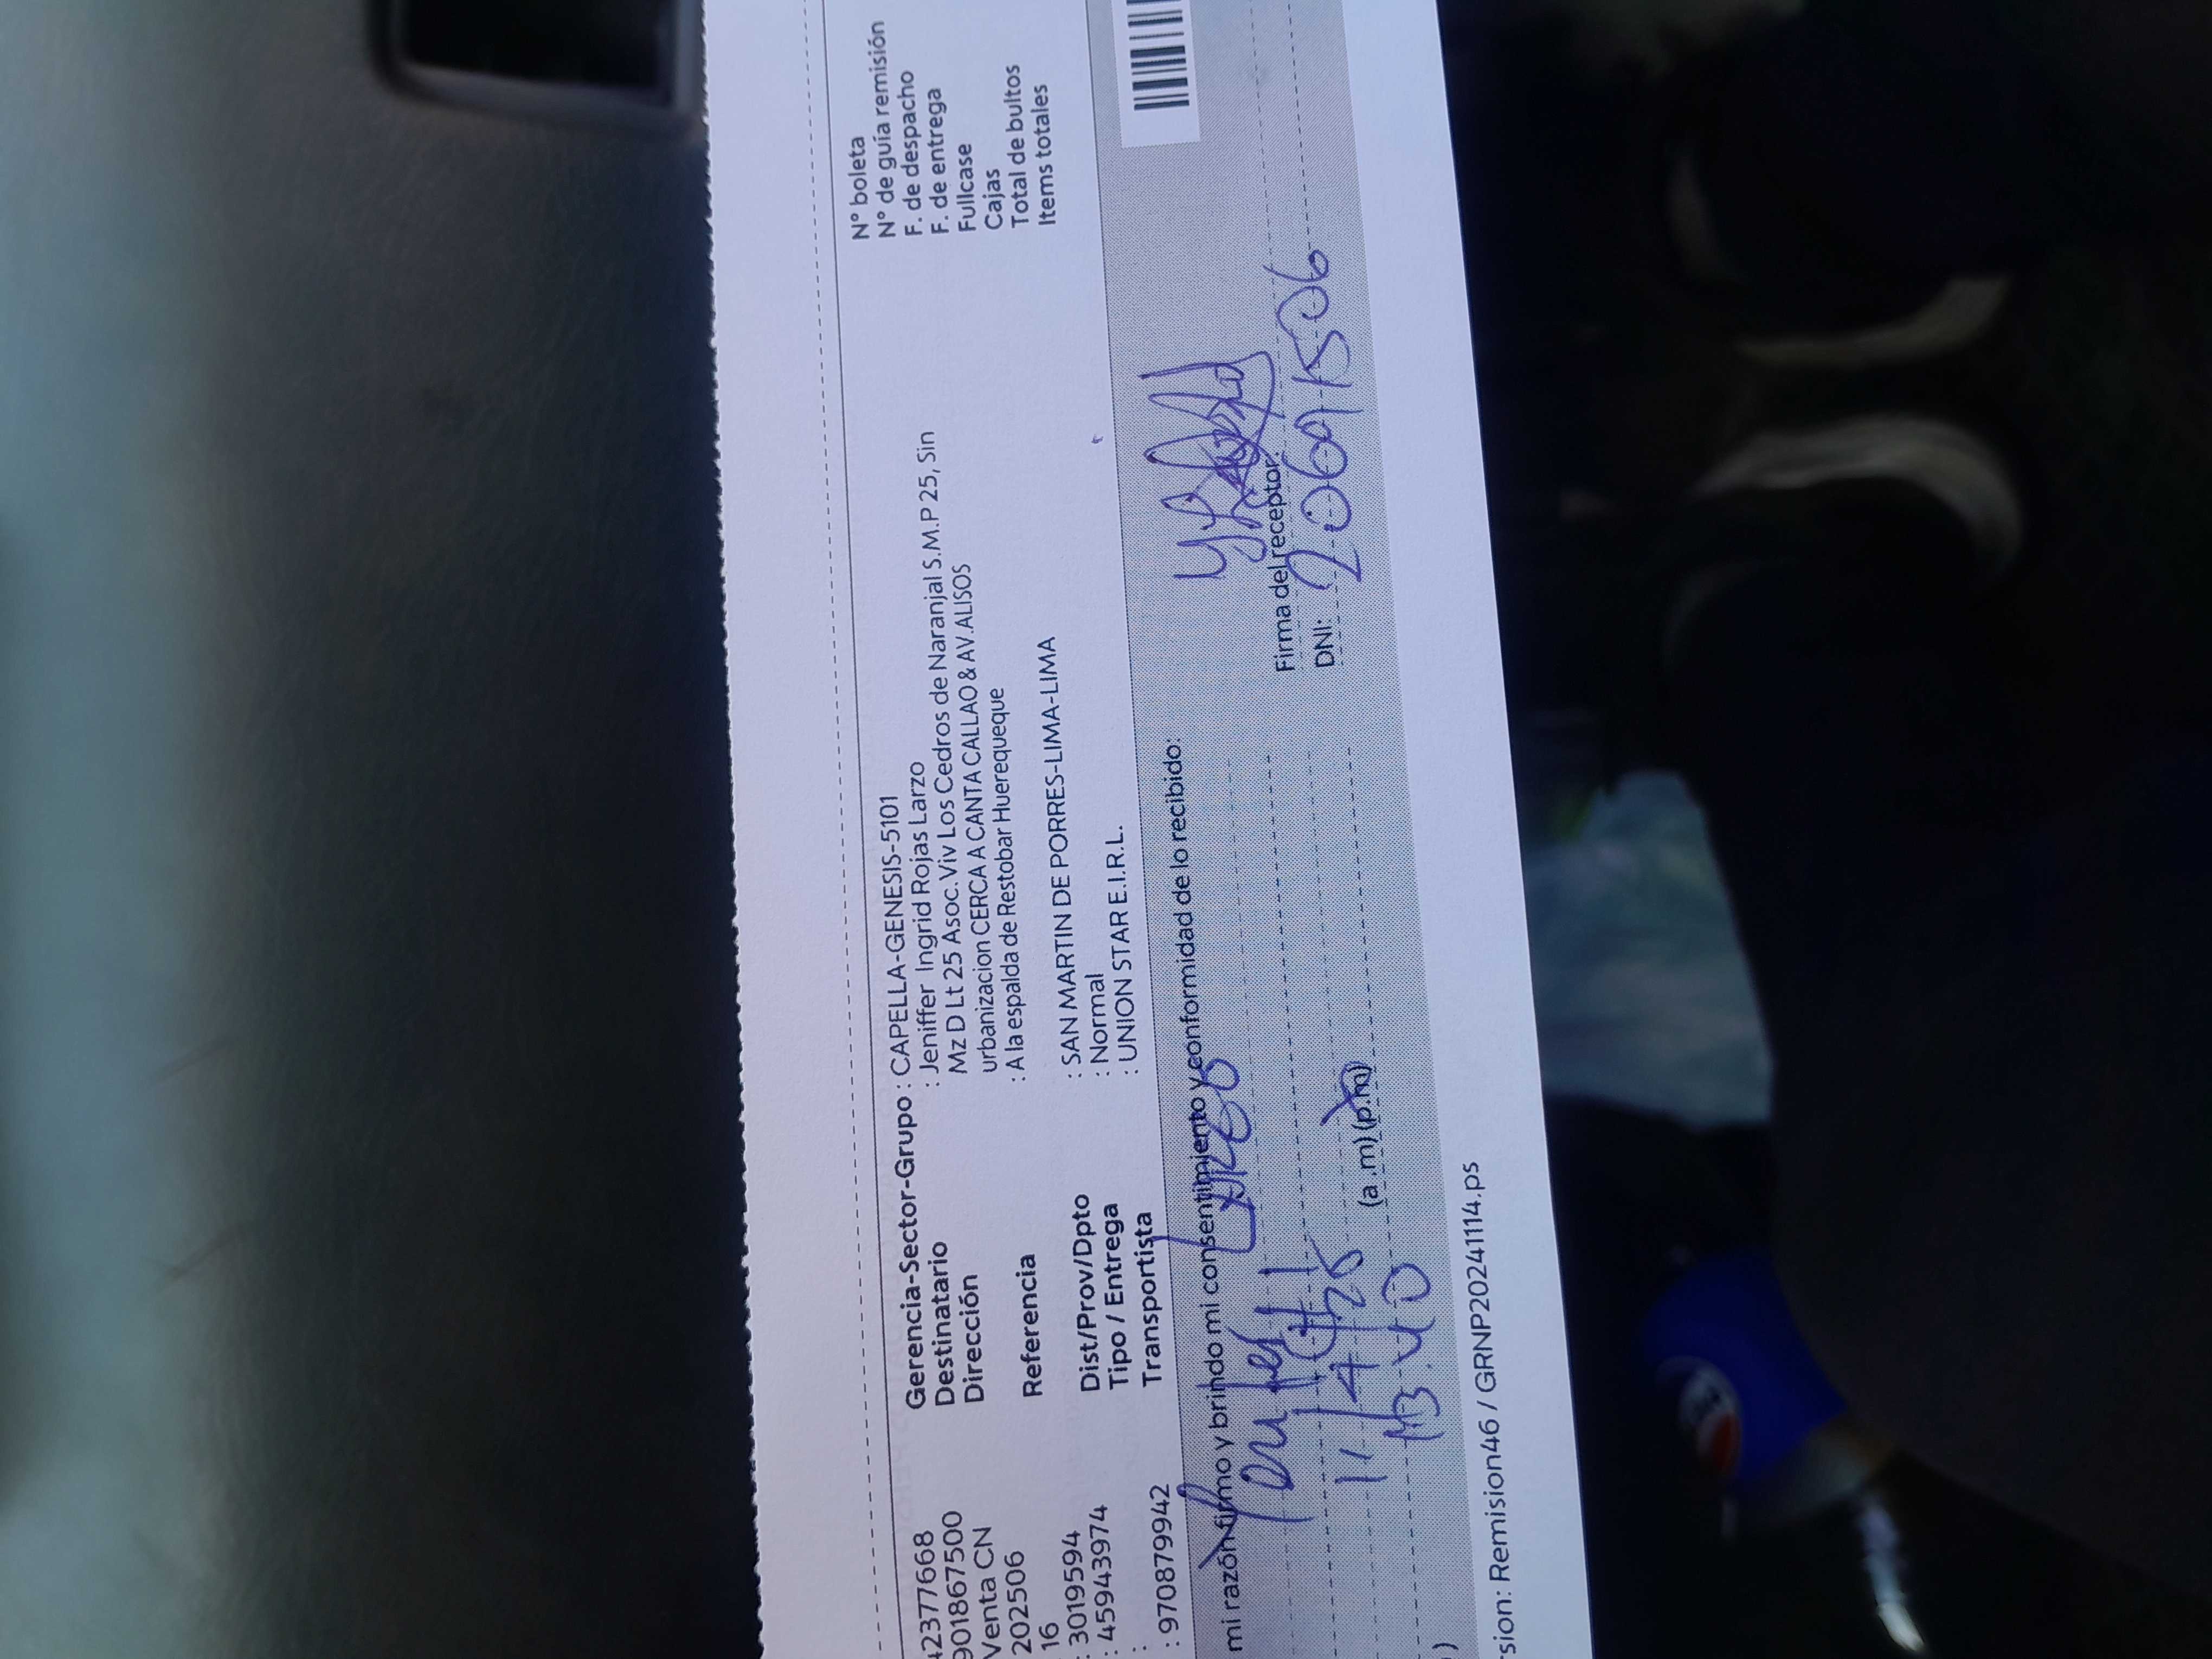 42377668
901867500
Venta CN
202506
16
: 3019594
: 45943974
:
: 970879942
Gerencia-Sector-Grupo : CAPELLA-GENESIS-5101
Destinatario : Jeniffer Ingrid Rojas Larzo
Dirección Mz D Lt 25 Asoc. Viv Los Cedros de Naranjal S.M.P 25, Sin
urbanizacion CERCA A CANTA CALLAO & AV.ALISOS
Referencia : A la espalda de Restobar Huerequeque
Dist/Prov/Dpto : SAN MARTIN DE PORRES-LIMA-LIMA
Tipo / Entrega : Normal
Transportista : UNION STAR E.I.R.L.
N° boleta
N° de guía remisión
F. de despacho
F. de entrega
Fullcase
Cajas
Total de bultos
Items totales
mi razón firmo y brindo mi consentimiento y conformidad de lo recibido:
(a .m) (p.m)
Firma del receptor:
DNI:
)
sion: Remision46 / GRNP20241114.ps